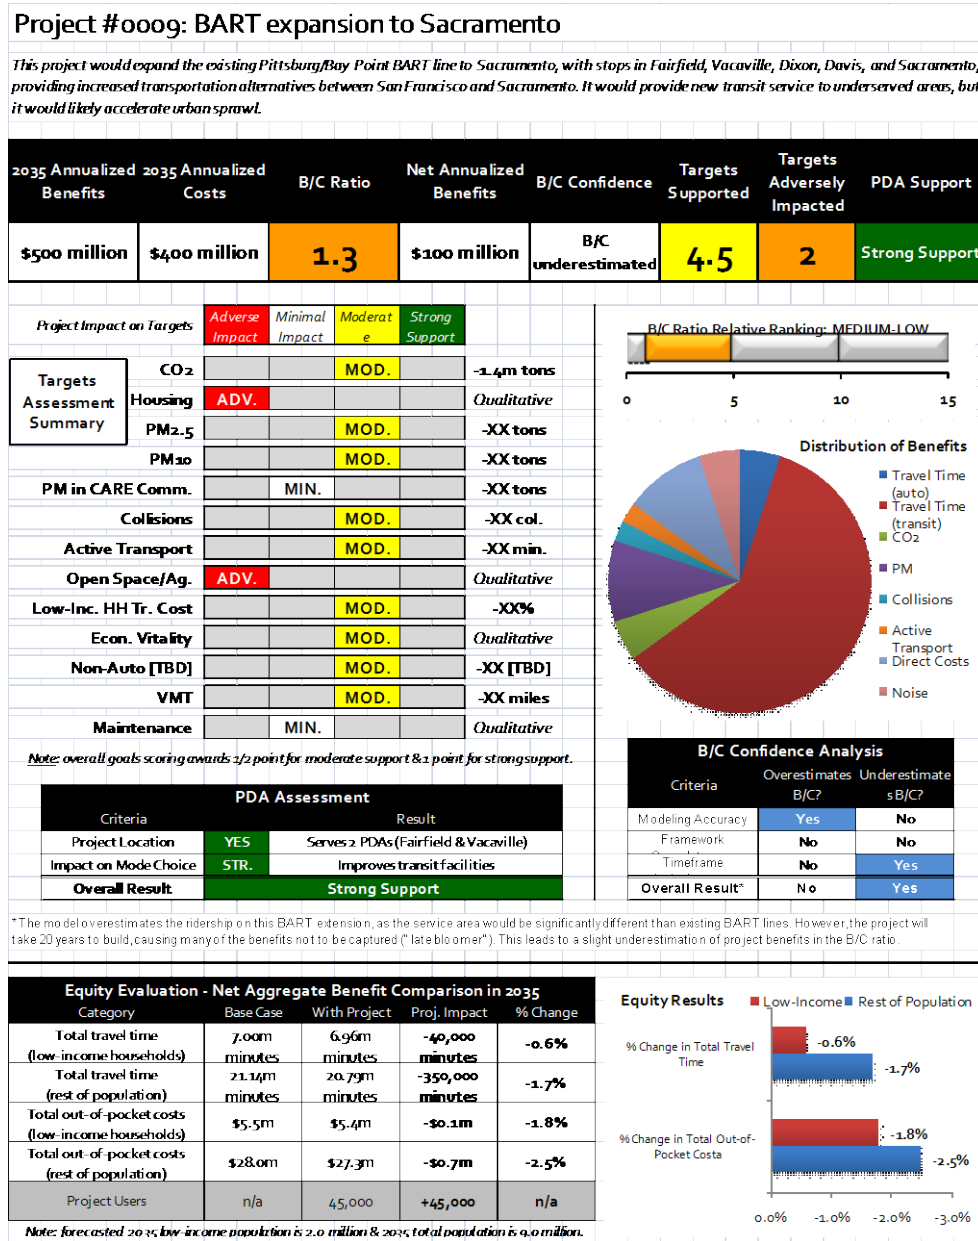 Project #0009: BART expansion to Sacramento
This project would expand the existing Pittsburg/Bay Point BART line to Sacramento, with stops in Fairfield, Vacaville, Dixon, Davis, and Sacramento,
providing increased transportation alternatives between San Francisco and Sacramento. It would provide new transit service to underserved areas, but
it would likely accelerate urban sprawl.
2035 Annualized Benefits 2035 Annualized Costs B/C Ratio Net Annualized Benefits B/C Confidence Targets Supported Targets Adversely Impacted PDA Support
$500 million $400 million 1.3 $100 million B/C underestimated 4.5 2 Strong Support
Project Impact on Targets Adverse Impact Minimal Impact Moderat e Strong Support
Targets Assessment Summary
CO2 MOD. -1.4m tons
Housing ADV. Qualitative
PM2.5 MOD. -XX tons
PM10 MOD. -XX tons
PM in CARE Comm. MIN. -XX tons
Collisions MOD. -XX col.
Active Transport MOD. -XX min.
Open Space/Ag. ADV. Qualitative
Low-Inc. HH Tr. Cost MOD. -XX%
Econ. Vitality MOD. Qualitative
Non-Auto [TBD] MOD. -XX [TBD]
VMT MOD. -XX miles
Maintenance MIN. Qualitative
Note: overall goals scoring awards 1/2 point for moderate support & 1 point for strong support.
B/C Ratio Relative Ranking: MEDIUM-LOW
0 5 10 15
Distribution of Benefits
Travel Time
(auto)
Travel Time
(transit)
CO2
PM
Collisions
Active
Transport
Direct Costs
Noise
PDA Assessment
Criteria Result
Project Location YES Serves 2 PDAs (Fairfield & Vacaville)
Impact on Mode Choice STR. Improves transit facilities
Overall Result Strong Support
B/C Confidence Analysis
Criteria Overestimates B/C? Underestimate s B/C?
Modeling Accuracy Yes No
Framework No No
Timeframe No Yes
Overall Result* No Yes
*The model overestimates the ridership on this BART extension, as the service area would be significantly different than existing BART lines. However, the project will
take 20 years to build, causing many of the benefits not to be captured ("late bloomer"). This leads to a slight underestimation of project benefits in the B/C ratio.
Equity Evaluation - Net Aggregate Benefit Comparison in 2035
Category Base Case With Project Proj. Impact % Change
Total travel time (low-income households) 7.00m minutes 6.96m minutes -40,000 minutes -0.6%
Total travel time (rest of population) 21.14m minutes 20.79m minutes -350,000 minutes -1.7%
Total out-of-pocket costs (low-income households) $5.5m $5.4m -$0.1m -1.8%
Total out-of-pocket costs (rest of population) $28.0m $27.3m -$0.7m -2.5%
Project Users n/a 45,000 +45,000 n/a
Note: forecasted 2035 low-income population is 2.0 million & 2035 total population is 9.0 million.
Equity Results Low-Income Rest of Population
% Change in Total Travel
Time
-0.6%
-1.7%
% Change in Total Out-of-
Pocket Costa
-1.8%
-2.5%
0.0% -1.0% -2.0% -3.0%